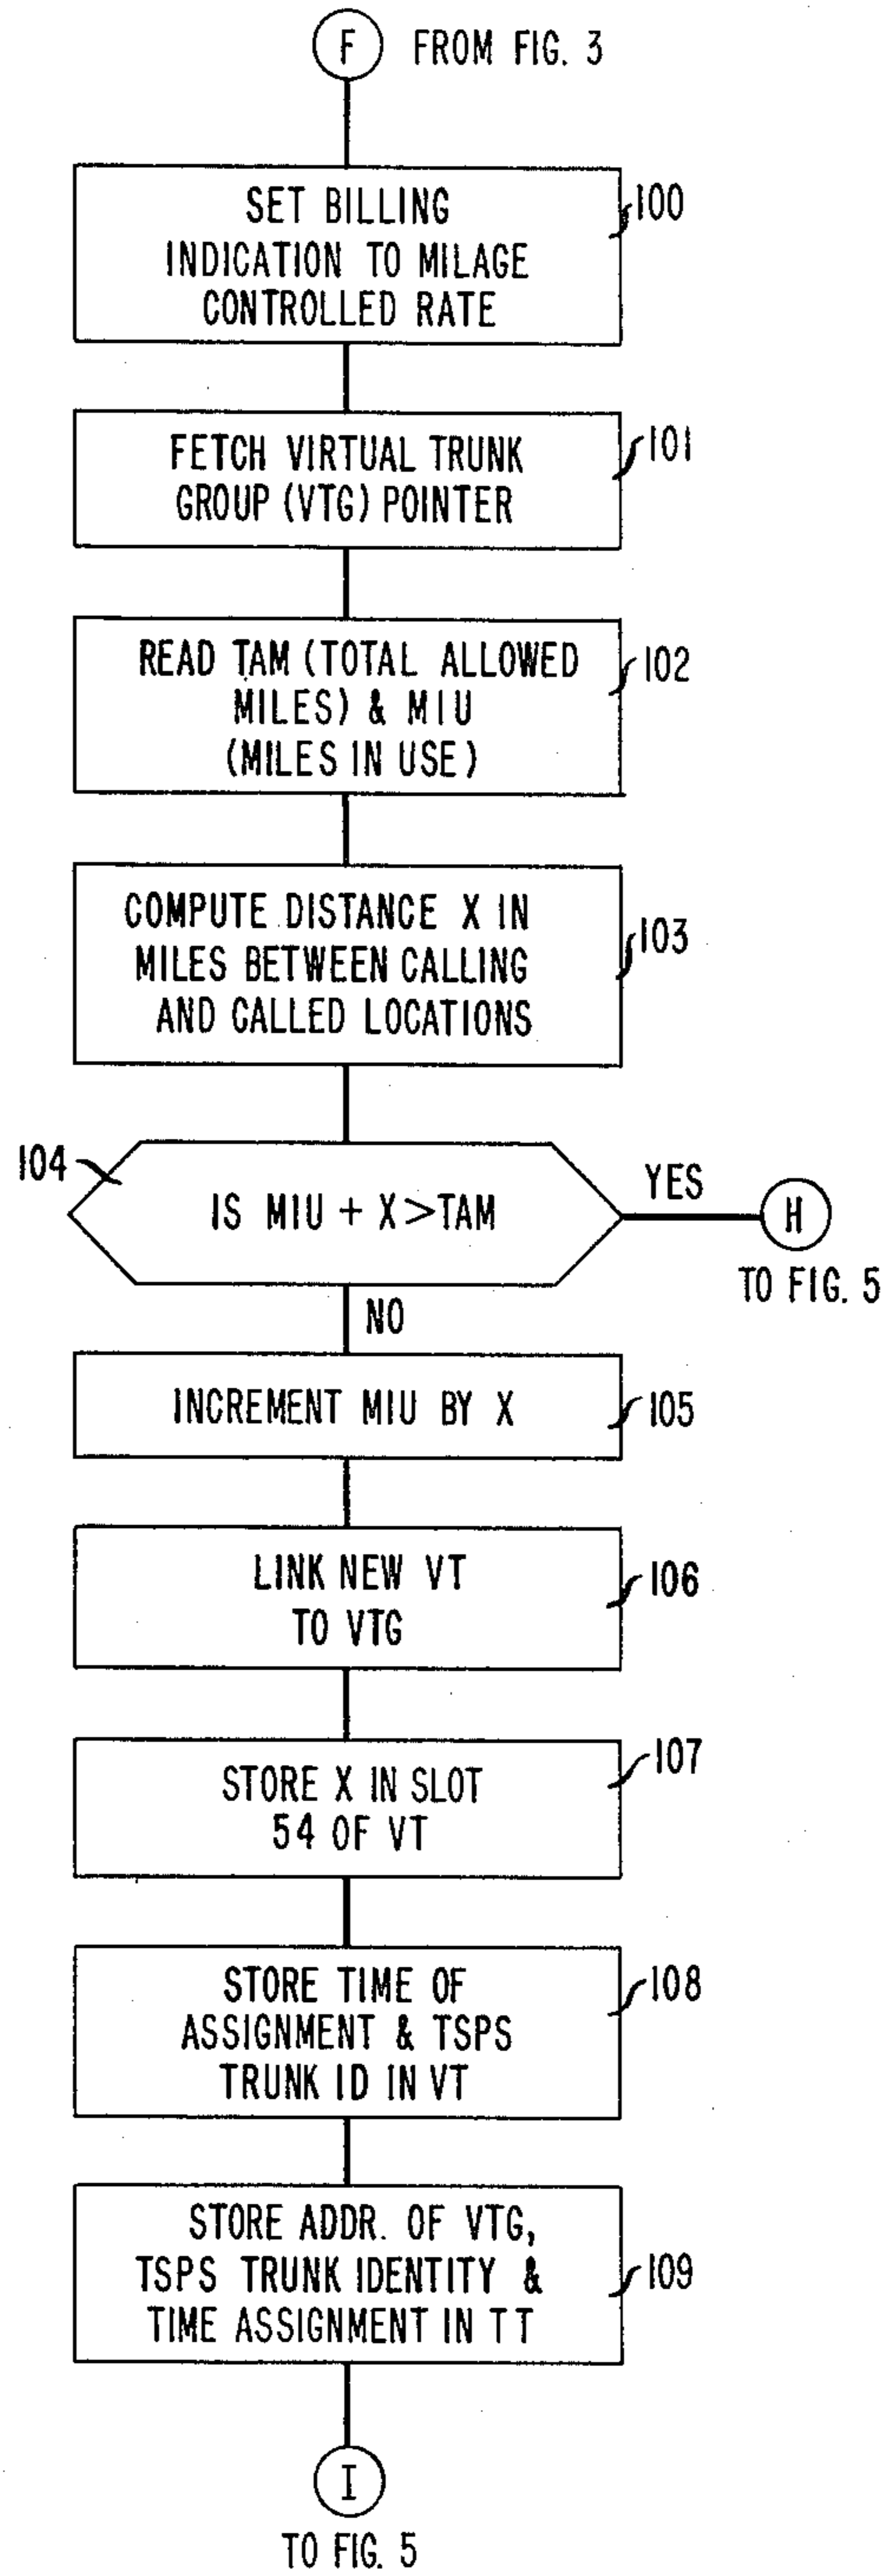 F FROM FIG. 3
SET BILLING
INDICATION TO MILAGE
CONTROLLED RATE
100
FETCH VIRTUAL TRUNK
GROUP (VTG) POINTER
101
READ TAM (TOTAL ALLOWED
MILES) & MIU
(MILES IN USE)
102
COMPUTE DISTANCE X IN
MILES BETWEEN CALLING
AND CALLED LOCATIONS
103
104
IS MIU + X > TAM
YES
H
TO FIG. 5
NO
INCREMENT MIU BY X
105
LINK NEW VT
TO VTG
106
STORE X IN SLOT
54 OF VT
107
STORE TIME OF
ASSIGNMENT & TSPS
TRUNK ID IN VT
108
STORE ADDR. OF VTG,
TSPS TRUNK IDENTITY &
TIME ASSIGNMENT IN TT
109
I
TO FIG. 5